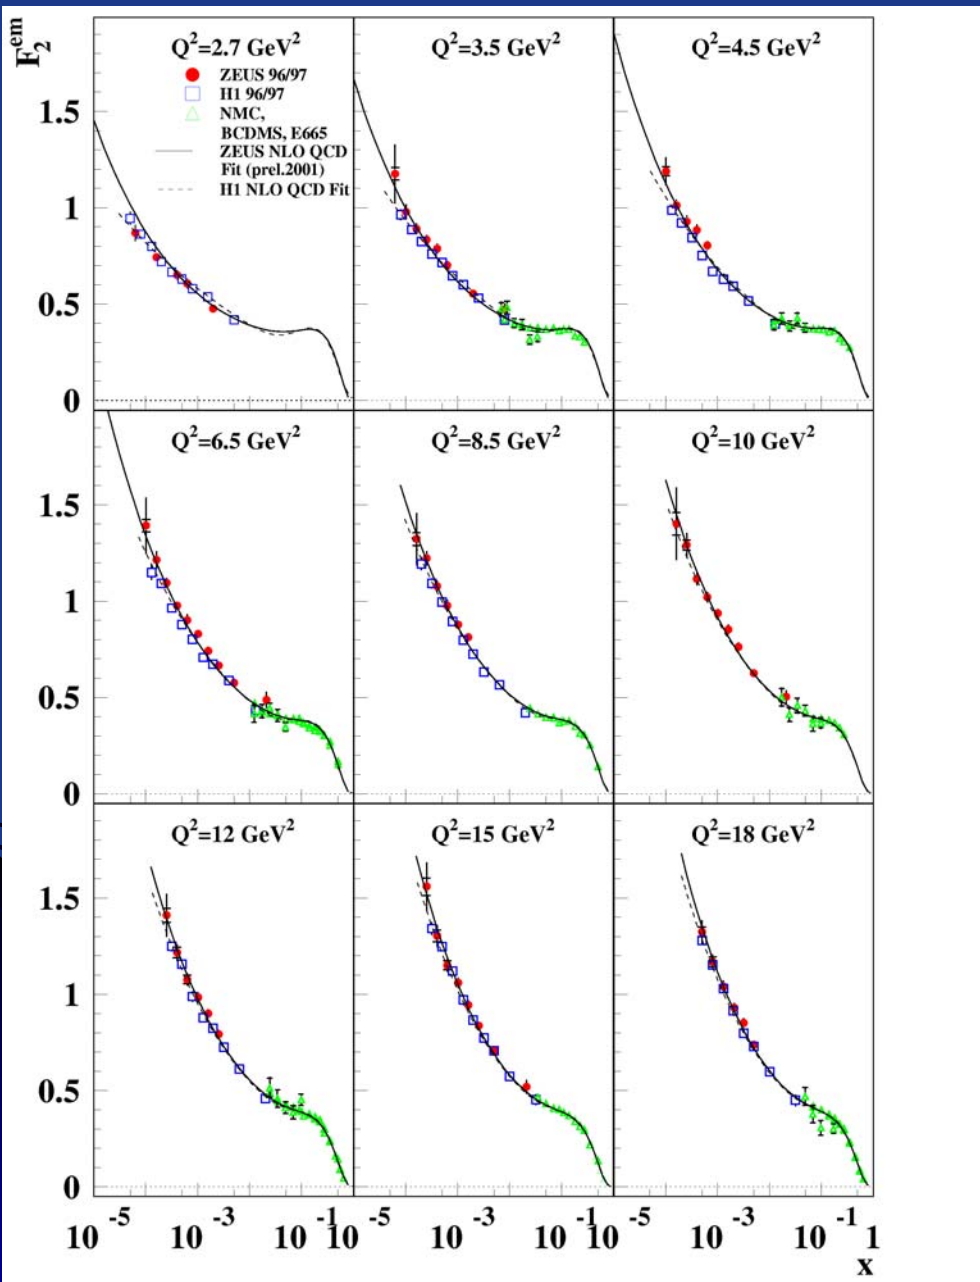 F₂ᵉᵐ
Q²=2.7 GeV²
ZEUS 96/97
H1 96/97
NMC,
BCDMS, E665
ZEUS NLO QCD
Fit (prel.2001)
H1 NLO QCD Fit
Q²=3.5 GeV²
Q²=4.5 GeV²
1.5
1
0.5
0
Q²=6.5 GeV²
Q²=8.5 GeV²
Q²=10 GeV²
1.5
1
0.5
0
Q²=12 GeV²
Q²=15 GeV²
Q²=18 GeV²
1.5
1
0.5
0
10⁻⁵ 10⁻³ 10⁻¹ 10⁻⁵ 10⁻³ 10⁻¹ 10⁻⁵ 10⁻³ 10⁻¹ 1
x